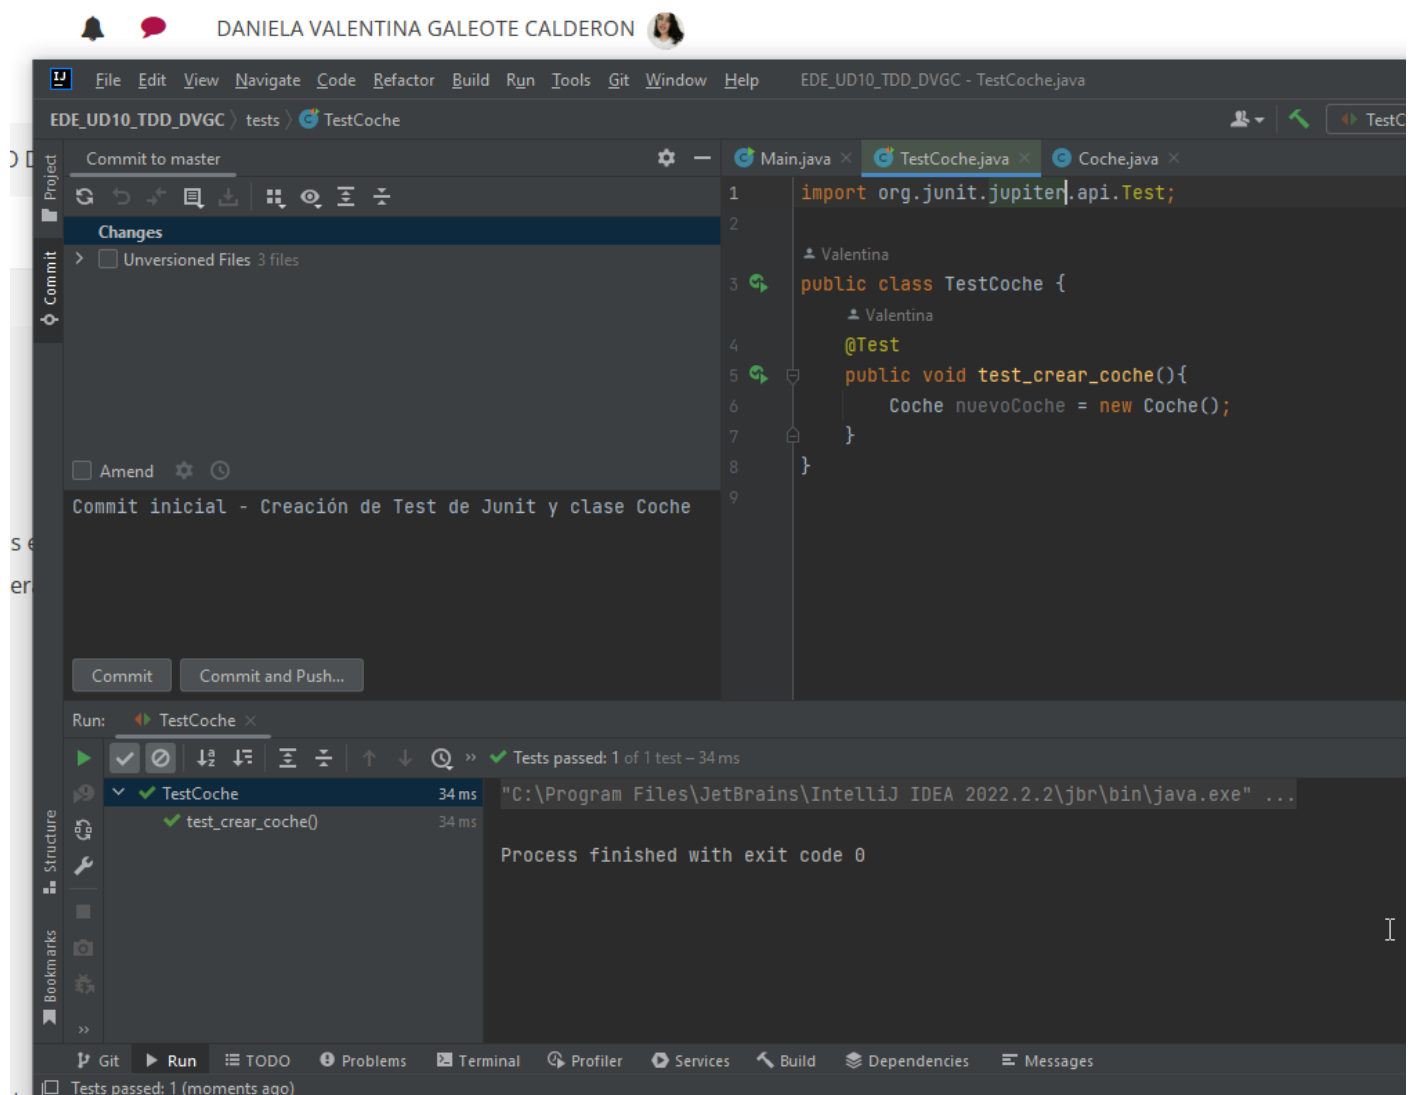 DANIELA VALENTINA GALEOTE CALDERON
File Edit View Navigate Code Refactor Build Run Tools Git Window Help EDE_UD10_TDD_DVGC - TestCoche.java
EDE_UD10_TDD_DVGC tests TestCoche
TestC
Project
Commit
Structure
Bookmarks
Commit to master
Changes
Unversioned Files 3 files
Amend
Commit inicial - Creación de Test de Junit y clase Coche
Commit Commit and Push...
Main.java TestCoche.java Coche.java
1 import org.junit.jupiter.api.Test;
2
Valentina
3 public class TestCoche {
Valentina
4 @Test
5 public void test_crear_coche(){
6 Coche nuevoCoche = new Coche();
7 }
8 }
9
Run: TestCoche
Tests passed: 1 of 1 test – 34 ms
TestCoche 34 ms
test_crear_coche() 34 ms
"C:\Program Files\JetBrains\IntelliJ IDEA 2022.2.2\jbr\bin\java.exe" ...
Process finished with exit code 0
Git Run TODO Problems Terminal Profiler Services Build Dependencies Messages
Tests passed: 1 (moments ago)